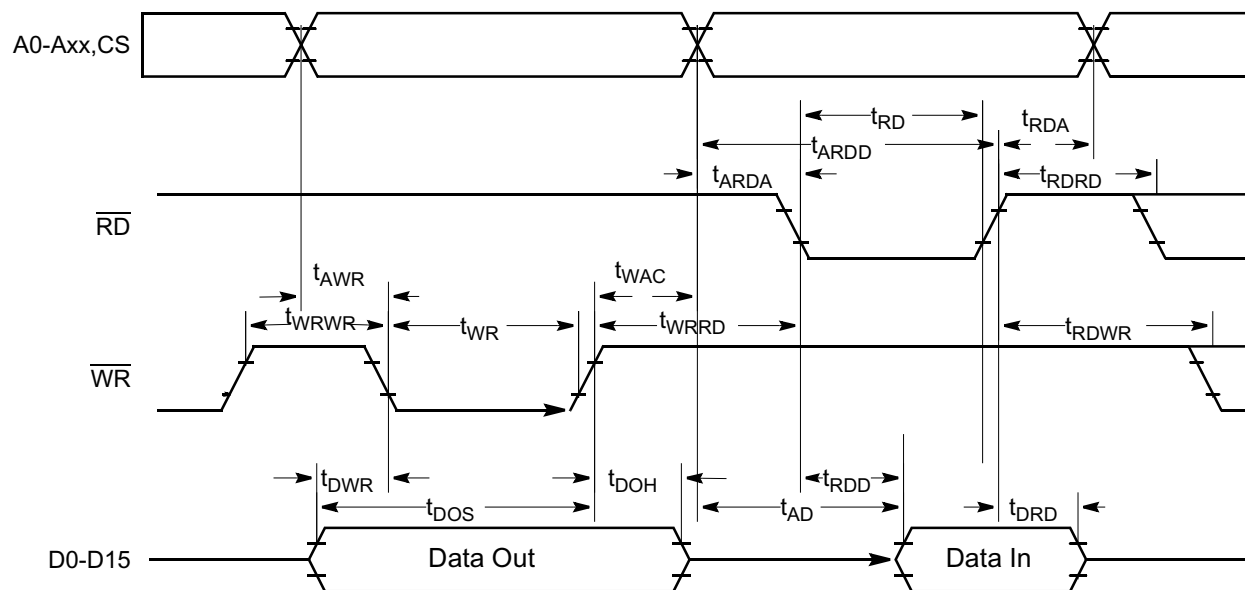 A0-Axx,CS
tRD
tRDA
tARDD
tARDA
tRDRD
RD
tAWR
tWAC
tWRWR
tWR
tWRRD
tRDWR
WR
tDWR
tDOH
tRDD
tDOS
tAD
tDRD
D0-D15
Data Out
Data In